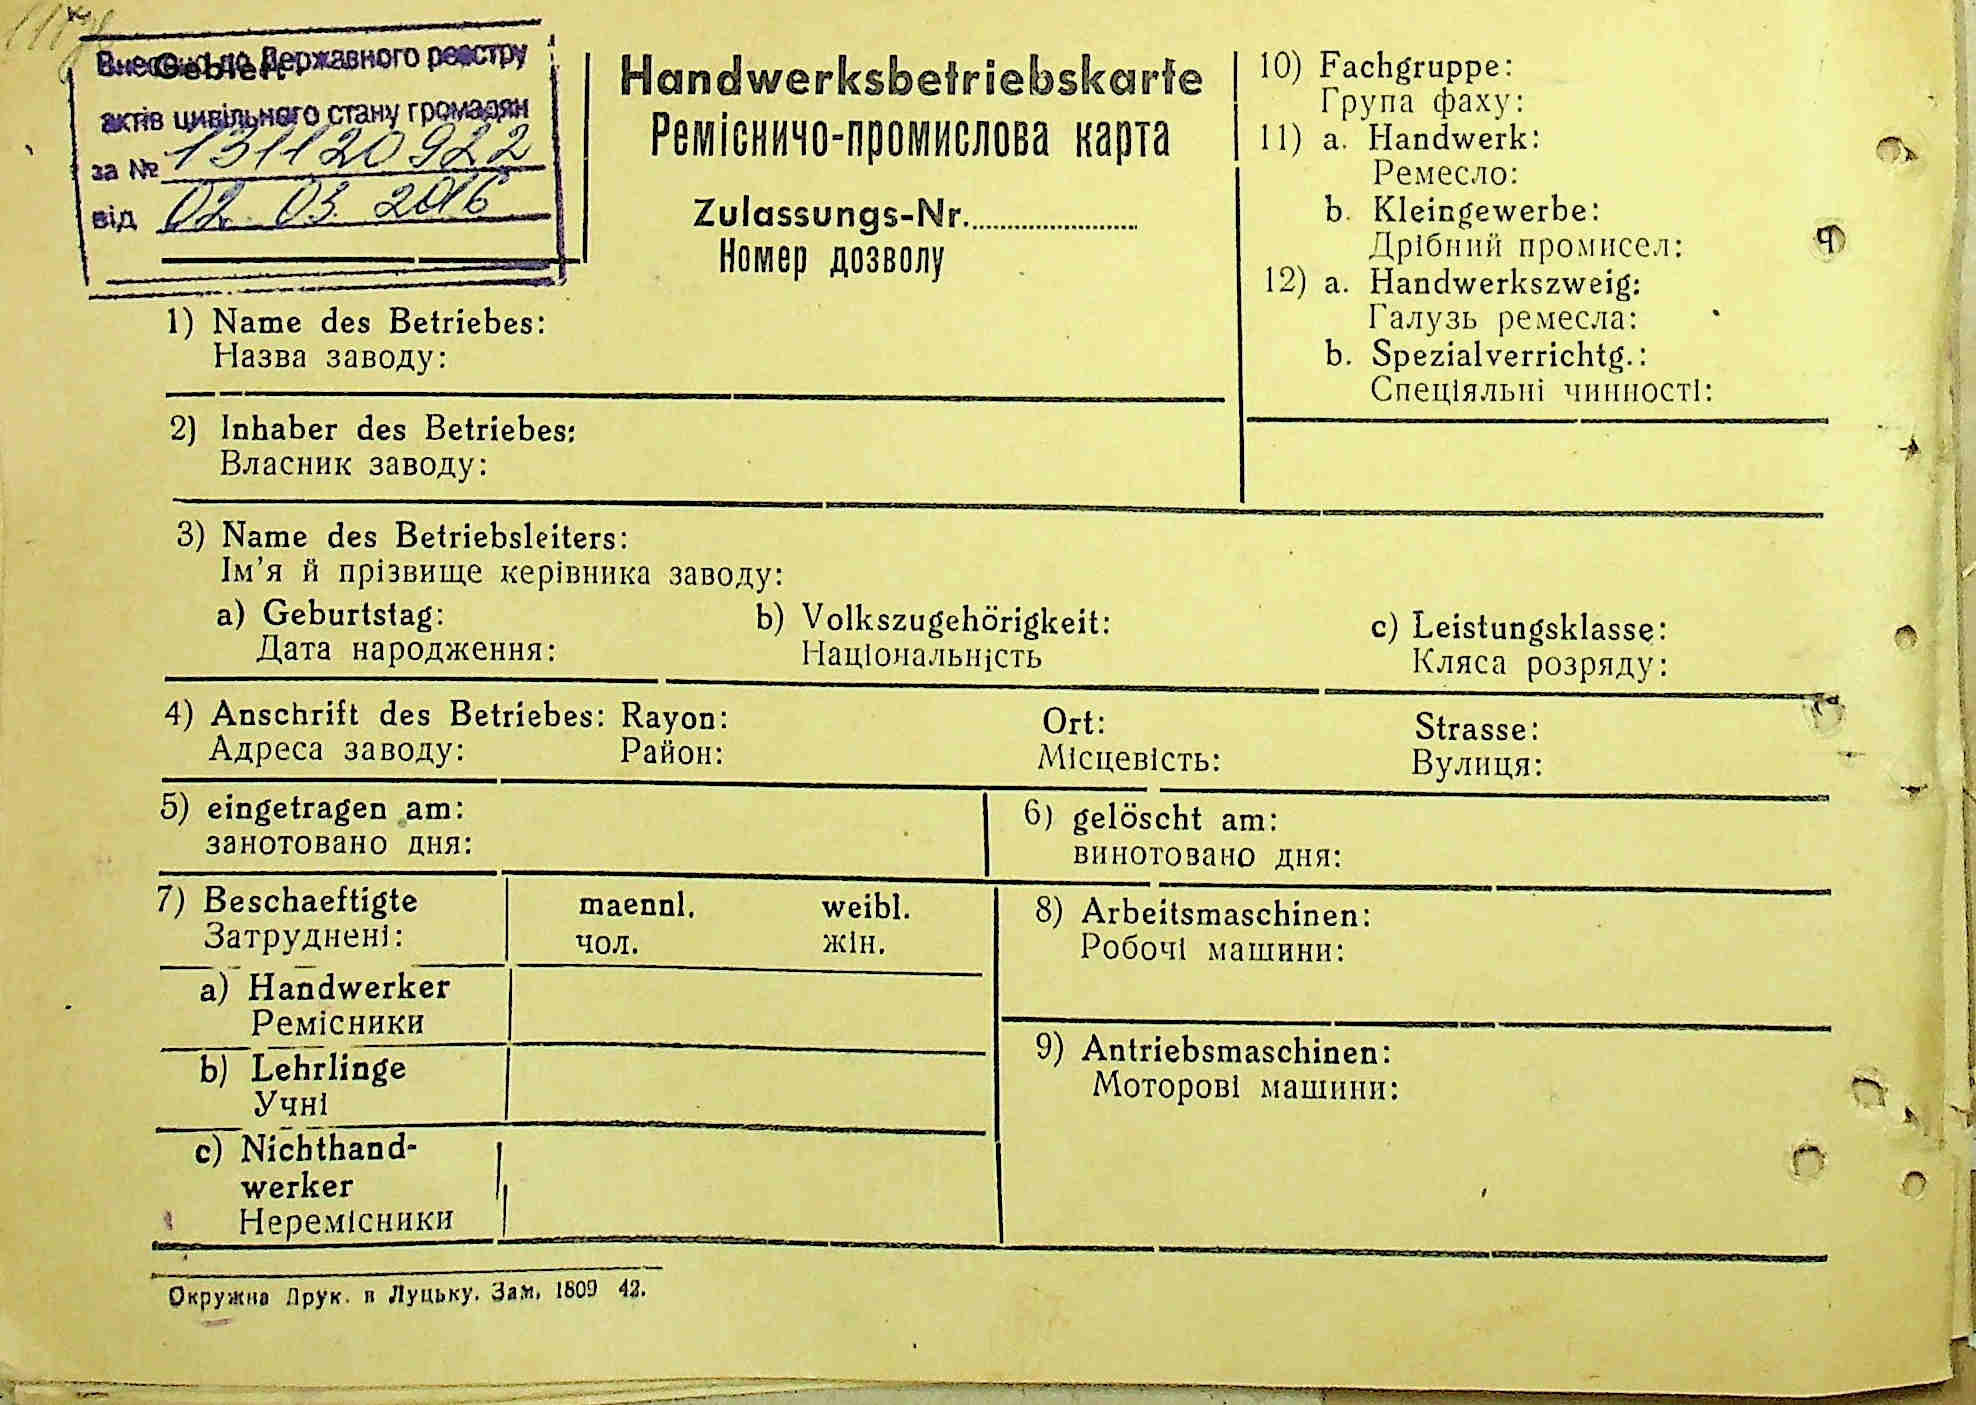 Внесено до Державного реєстру
актів цивільного стану громадян
за № 131120922
від 02. 03. 2016
Gebiet:
Handwerksbetriebskarte
Ремісничо-промислова карта
Zulassungs-Nr.
Номер дозволу
1) Name des Betriebes:
Назва заводу:
2) Inhaber des Betriebes:
Власник заводу:
10) Fachgruppe:
Група фаху:
11) a. Handwerk:
Ремесло:
b. Kleingewerbe:
Дрібний промисел:
12) a. Handwerkszweig:
Галузь ремесла:
b. Spezialverrichtg.:
Спеціяльні чинності:
3) Name des Betriebsleiters:
Ім'я й прізвище керівника заводу:
a) Geburtstag: b) Volkszugehörigkeit: c) Leistungsklasse:
Дата народження: Національність Кляса розряду:
4) Anschrift des Betriebes: Rayon: Ort: Strasse:
Адреса заводу: Район: Місцевість: Вулиця:
5) eingetragen am: 6) gelöscht am:
занотовано дня: винотовано дня:
7) Beschaeftigte maennl. weibl.
Затруднені: чол. жін.
a) Handwerker
Ремісники
b) Lehrlinge
Учні
c) Nichthand-
werker
Неремісники
8) Arbeitsmaschinen:
Робочі машини:
9) Antriebsmaschinen:
Моторові машини:
Окружна Друк. в Луцьку. Зам. 1809 42.